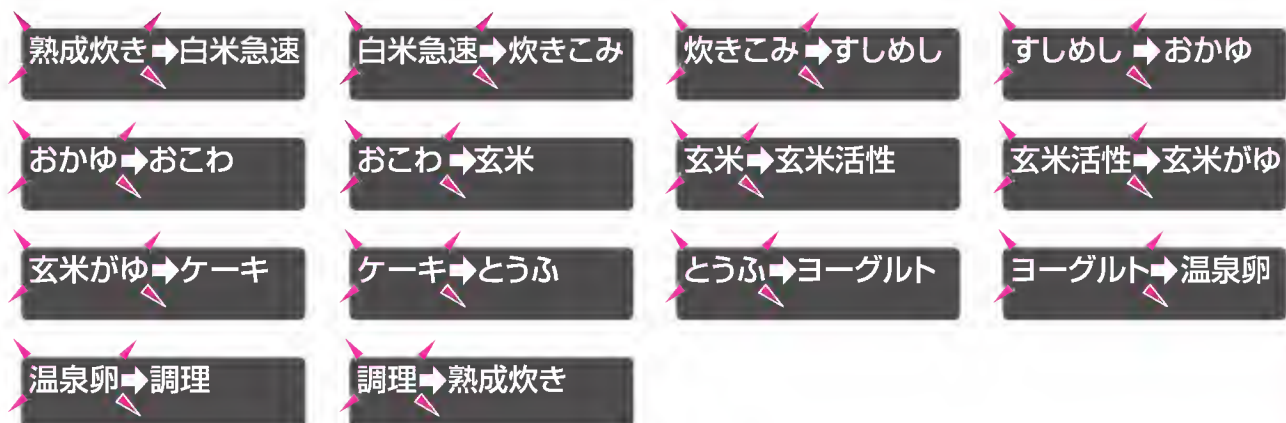 熟成炊き➡白米急速
白米急速➡炊きこみ
炊きこみ➡すしめし
すしめし➡おかゆ
おかゆ➡おこわ
おこわ➡玄米
玄米➡玄米活性
玄米活性➡玄米がゆ
玄米がゆ➡ケーキ
ケーキ➡とうふ
とうふ➡ヨーグルト
ヨーグルト➡温泉卵
温泉卵➡調理
調理➡熟成炊き